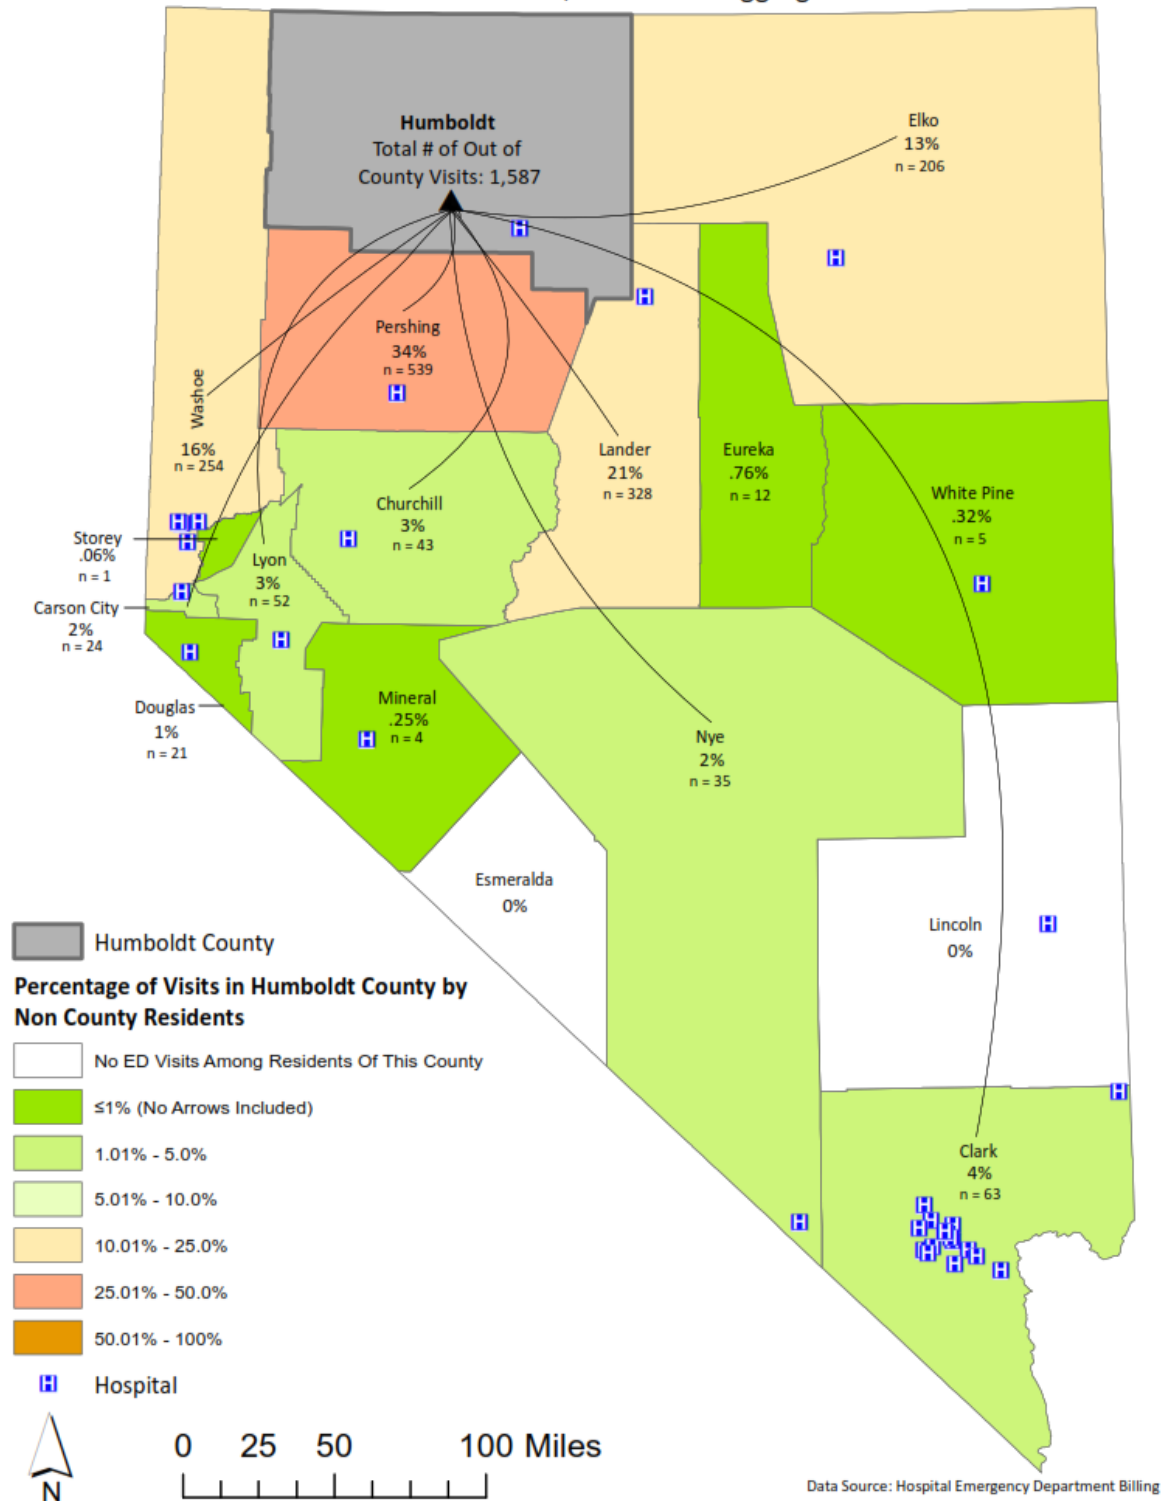 Humboldt
Total # of Out of
County Visits: 1,587
Elko
13%
n = 206
Pershing
34%
n = 539
Washoe
16%
n = 254
Lander
21%
n = 328
Eureka
.76%
n = 12
White Pine
.32%
n = 5
Churchill
3%
n = 43
Storey
.06%
n = 1
Lyon
3%
n = 52
Carson City
2%
n = 24
Douglas
1%
n = 21
Mineral
.25%
n = 4
Nye
2%
n = 35
Esmeralda
0%
Lincoln
0%
Clark
4%
n = 63
Humboldt County
Percentage of Visits in Humboldt County by
Non County Residents
No ED Visits Among Residents Of This County
≤1% (No Arrows Included)
1.01% - 5.0%
5.01% - 10.0%
10.01% - 25.0%
25.01% - 50.0%
50.01% - 100%
H Hospital
N
0 25 50 100 Miles
Data Source: Hospital Emergency Department Billing